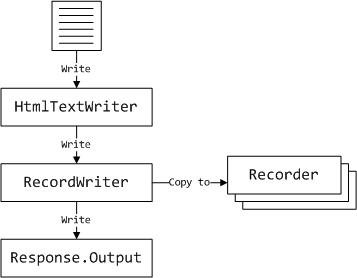 Write
HtmlTextWriter
Write
RecordWriter
Copy to
Recorder
Write
Response.Output